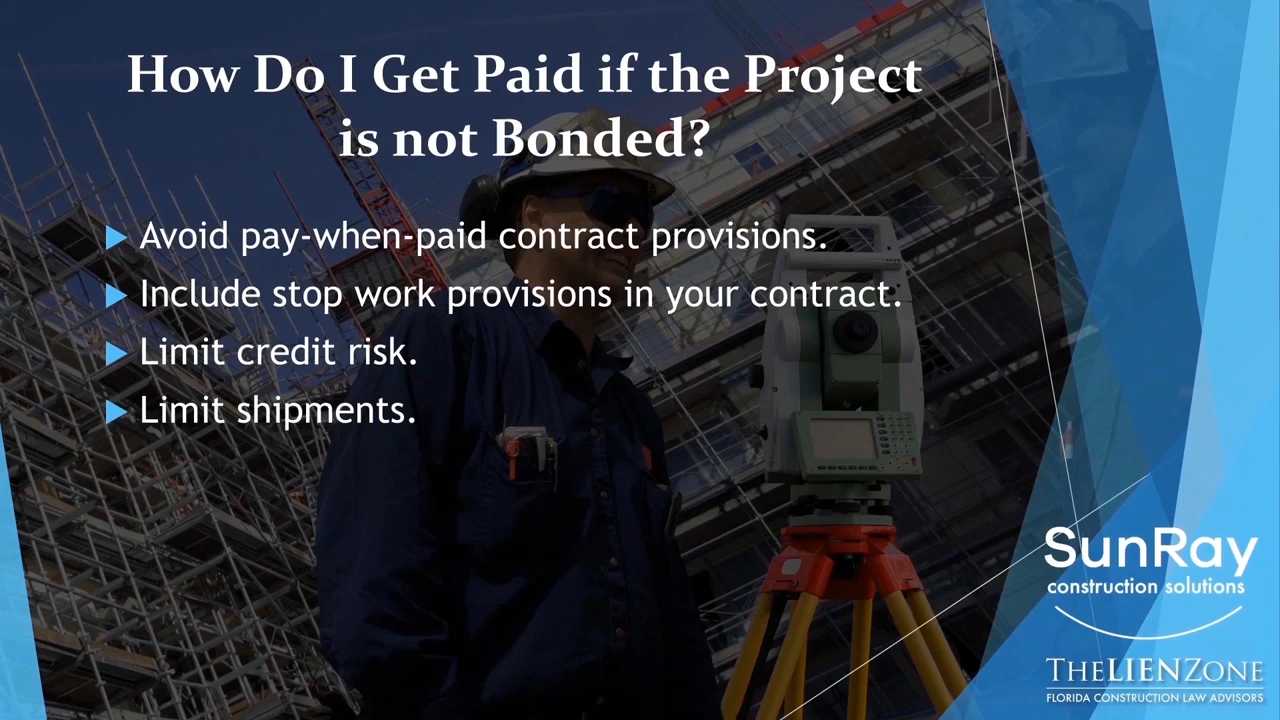 How Do I Get Paid if the Project
is not Bonded?
Avoid pay-when-paid contract provisions.
Include stop work provisions in your contract.
Limit credit risk.
Limit shipments.
SunRay
construction solutions
THELIENZONE
FLORIDA CONSTRUCTION LAW ADVISORS